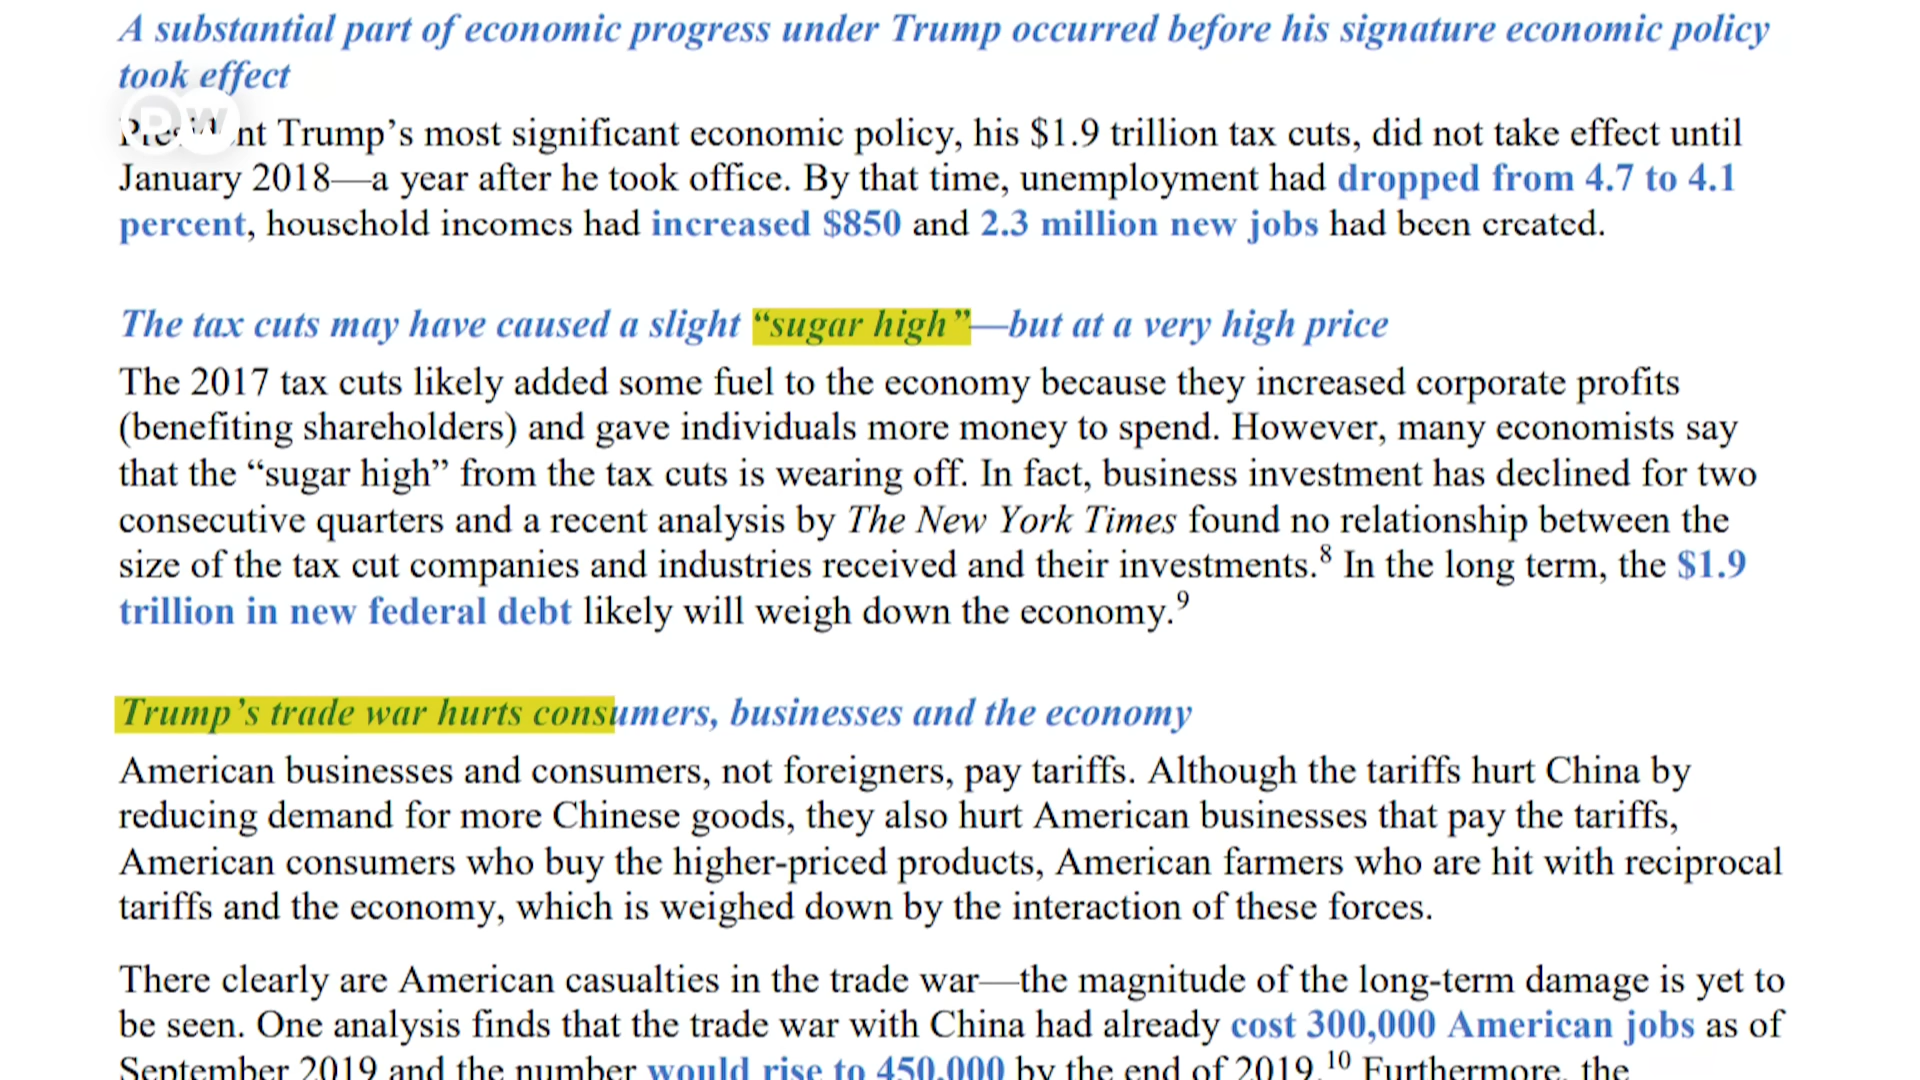 A substantial part of economic progress under Trump occurred before his signature economic policy
took effect
DW
President Trump’s most significant economic policy, his $1.9 trillion tax cuts, did not take effect until
January 2018—a year after he took office. By that time, unemployment had dropped from 4.7 to 4.1
percent, household incomes had increased $850 and 2.3 million new jobs had been created.
The tax cuts may have caused a slight “sugar high”—but at a very high price
The 2017 tax cuts likely added some fuel to the economy because they increased corporate profits
(benefiting shareholders) and gave individuals more money to spend. However, many economists say
that the “sugar high” from the tax cuts is wearing off. In fact, business investment has declined for two
consecutive quarters and a recent analysis by The New York Times found no relationship between the
size of the tax cut companies and industries received and their investments.8 In the long term, the $1.9
trillion in new federal debt likely will weigh down the economy.9
Trump’s trade war hurts consumers, businesses and the economy
American businesses and consumers, not foreigners, pay tariffs. Although the tariffs hurt China by
reducing demand for more Chinese goods, they also hurt American businesses that pay the tariffs,
American consumers who buy the higher-priced products, American farmers who are hit with reciprocal
tariffs and the economy, which is weighed down by the interaction of these forces.
There clearly are American casualties in the trade war—the magnitude of the long-term damage is yet to
be seen. One analysis finds that the trade war with China had already cost 300,000 American jobs as of
September 2019 and the number would rise to 450,000 by the end of 2019.10 Furthermore, the